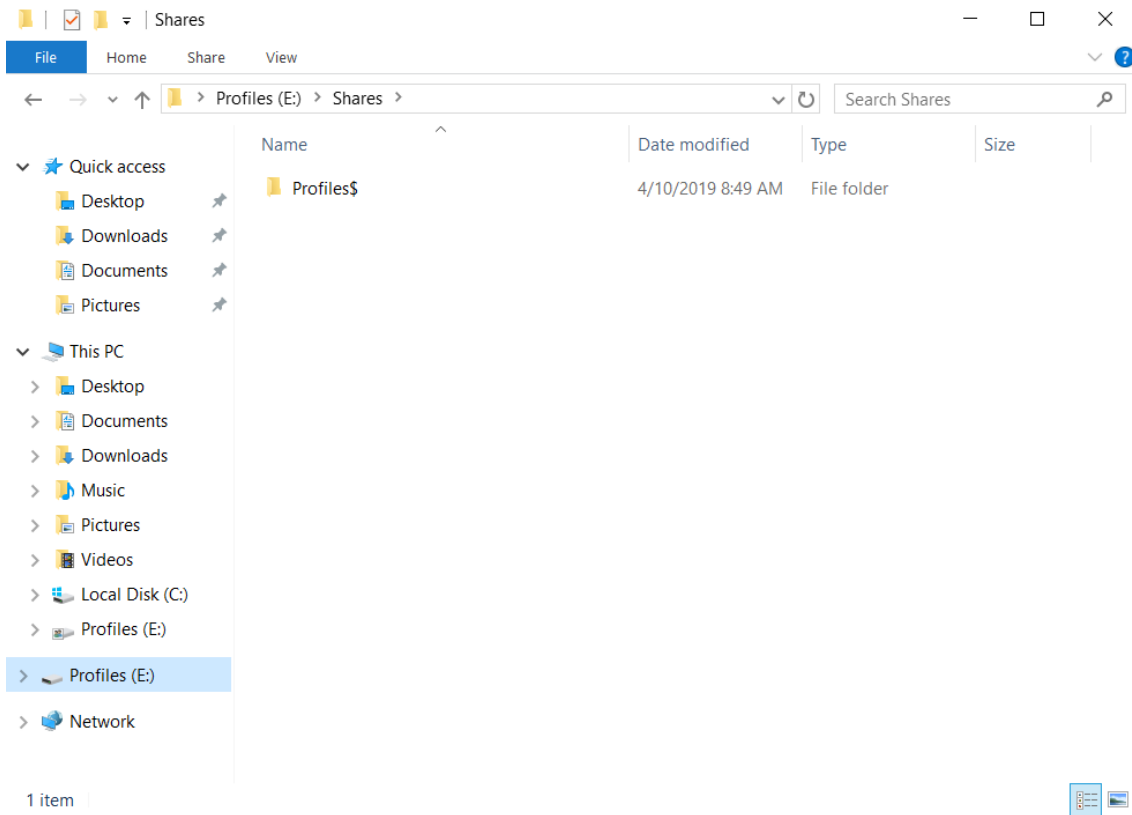 Shares
File Home Share View
Profiles (E:) Shares
Search Shares
Name Date modified Type Size
Profiles$ 4/10/2019 8:49 AM File folder
Quick access
Desktop
Downloads
Documents
Pictures
This PC
Desktop
Documents
Downloads
Music
Pictures
Videos
Local Disk (C:)
Profiles (E:)
Profiles (E:)
Network
1 item